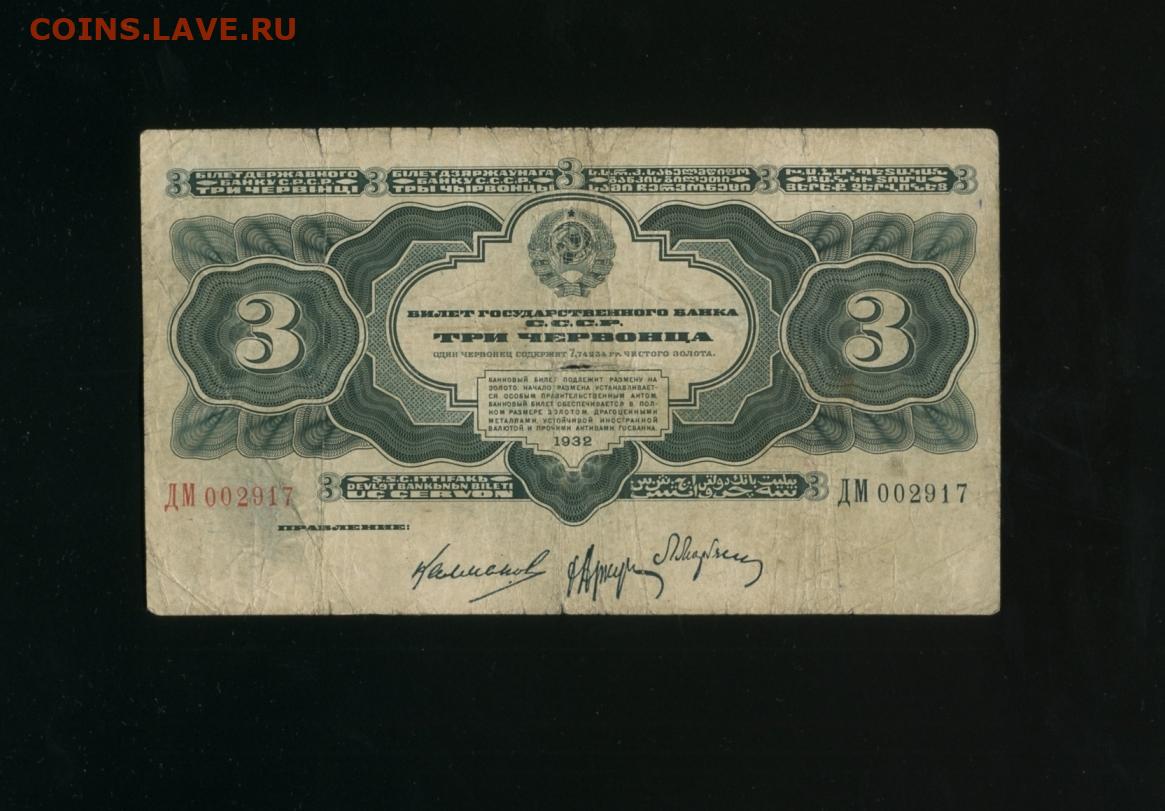 COINS.LAVE.RU
3 БІЛЕТ ДЕРЖАВНОГО БАНКУ С.Р.С.Р. ТРИ ЧЕРВІНЦІ 3 БІЛЕТ ДЗЯРЖАЎНАГА БАНКУ С.С.С.Р. ТРЫ ЧЫРВОНЦЫ 3
3
3
3
3
БИЛЕТ ГОСУДАРСТВЕННОГО БАНКА
С.С.С.Р.
ТРИ ЧЕРВОНЦА
ОДИН ЧЕРВОНЕЦ СОДЕРЖИТ 7,74234 ГР. ЧИСТОГО ЗОЛОТА.
БАНКОВЫЙ БИЛЕТ ПОДЛЕЖИТ РАЗМЕНУ НА
ЗОЛОТО. НАЧАЛО РАЗМЕНА УСТАНАВЛИВАЕТ-
СЯ ОСОБЫМ ПРАВИТЕЛЬСТВЕННЫМ АКТОМ.
БАНКОВЫЙ БИЛЕТ ОБЕСПЕЧИВАЕТСЯ В ПОЛ-
НОМ РАЗМЕРЕ ЗОЛОТОМ, ДРАГОЦЕННЫМИ
МЕТАЛЛАМИ, УСТОЙЧИВОЙ ИНОСТРАННОЙ
ВАЛЮТОЙ И ПРОЧИМИ АКТИВАМИ ГОСБАНКА.
1932
3
S.S.C. ITTIFAKЬ
DEVLƏT BANKЬNЬN BILETI
UC CERVON
3
ДМ 002917
ДМ 002917
ПРАВЛЕНИЕ: